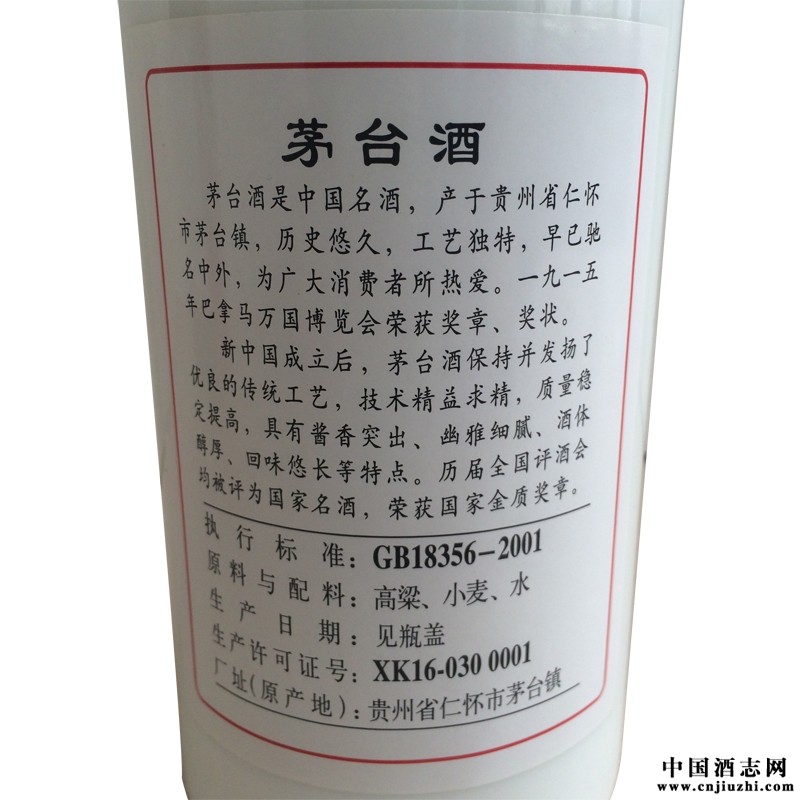 茅台酒
茅台酒是中国名酒，产于贵州省仁怀
市茅台镇，历史悠久，工艺独特，早已驰
名中外，为广大消费者所热爱。一九一五
年巴拿马万国博览会荣获奖章、奖状。
新中国成立后，茅台酒保持并发扬了
优良的传统工艺，技术精益求精，质量稳
定提高，具有酱香突出、幽雅细腻、酒体
醇厚、回味悠长等特点。历届全国评酒会
均被评为国家名酒，荣获国家金质奖章。
执行标准：GB18356-2001
原料与配料：高粱、小麦、水
生产日期：见瓶盖
生产许可证号：XK16-030 0001
厂址(原产地)：贵州省仁怀市茅台镇
中国酒志网
www.cnjiuzhi.com